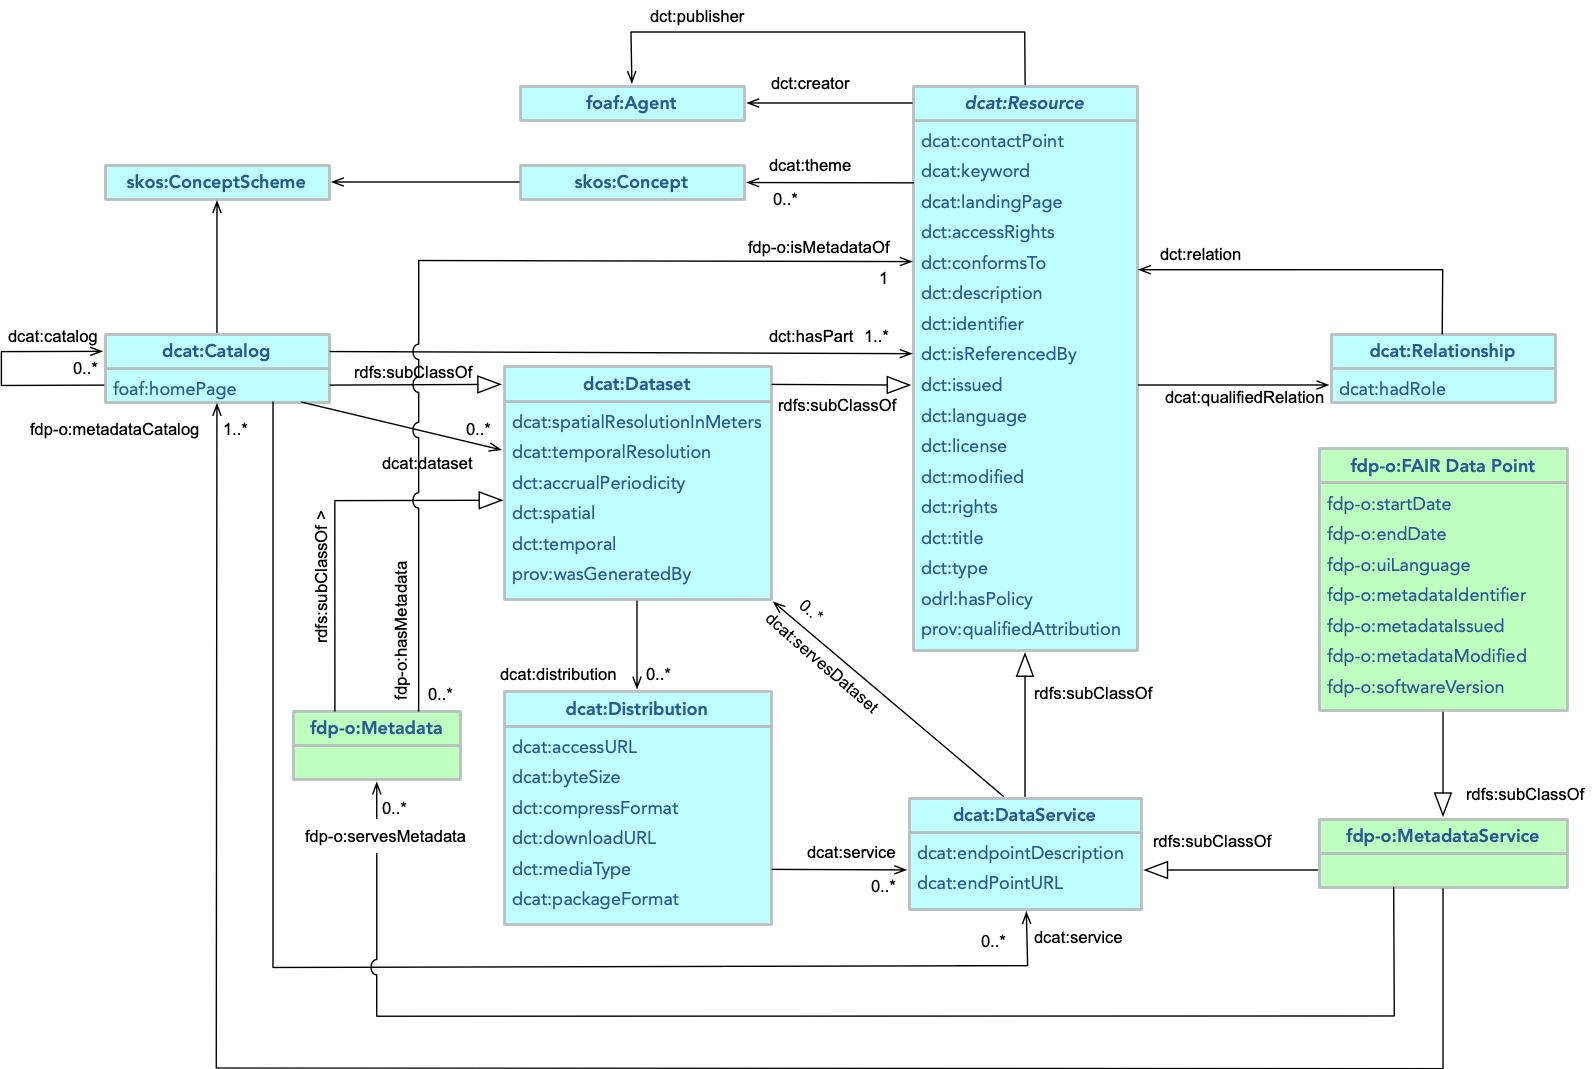 dct:publisher
foaf:Agent
dct:creator
dcat:Resource
dcat:contactPoint
dcat:keyword
dcat:landingPage
dct:accessRights
dct:conformsTo
dct:description
dct:identifier
dct:isReferencedBy
dct:issued
dct:language
dct:license
dct:modified
dct:rights
dct:title
dct:type
odrl:hasPolicy
prov:qualifiedAttribution
skos:ConceptScheme
skos:Concept
dcat:theme
0..*
fdp-o:isMetadataOf
1
dct:relation
dcat:catalog
0..*
dcat:Catalog
foaf:homePage
dct:hasPart 1..*
rdfs:subClassOf
dcat:Dataset
dcat:spatialResolutionInMeters
dcat:temporalResolution
dct:accrualPeriodicity
dct:spatial
dct:temporal
prov:wasGeneratedBy
rdfs:subClassOf
dcat:Relationship
dcat:hadRole
dcat:qualifiedRelation
fdp-o:metadataCatalog
1..*
0..*
dcat:dataset
fdp-o:FAIR Data Point
fdp-o:startDate
fdp-o:endDate
fdp-o:uiLanguage
fdp-o:metadataIdentifier
fdp-o:metadataIssued
fdp-o:metadataModified
fdp-o:softwareVersion
rdfs:subClassOf >
fdp-o:hasMetadata
0..*
dcat:distribution
0..*
0..*
dcat:servesDataset
rdfs:subClassOf
fdp-o:Metadata
dcat:Distribution
dcat:accessURL
dcat:byteSize
dct:compressFormat
dct:downloadURL
dct:mediaType
dcat:packageFormat
0..*
fdp-o:servesMetadata
dcat:service
0..*
dcat:DataService
dcat:endpointDescription
dcat:endPointURL
rdfs:subClassOf
rdfs:subClassOf
fdp-o:MetadataService
0..*
dcat:service